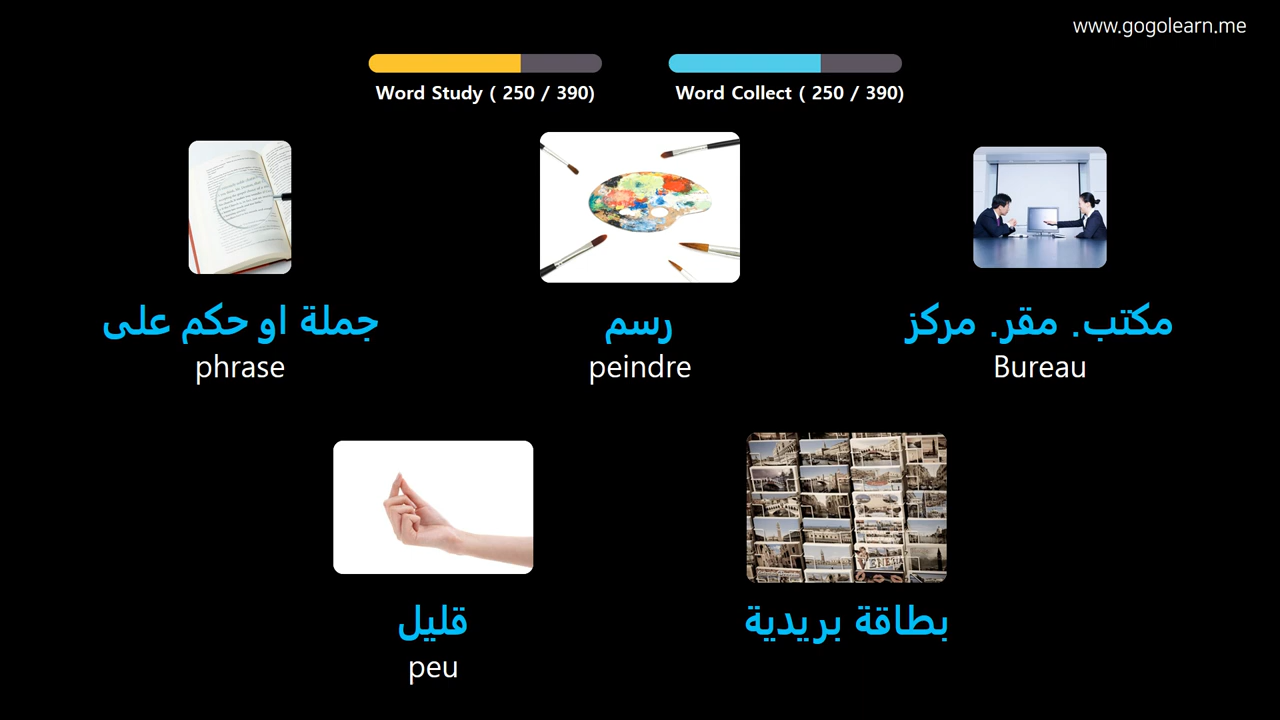 www.gogolearn.me
Word Study ( 250 / 390)
Word Collect ( 250 / 390)
جملة او حكم على
phrase
رسم
peindre
مكتب. مقر. مركز
Bureau
قليل
peu
بطاقة بريدية